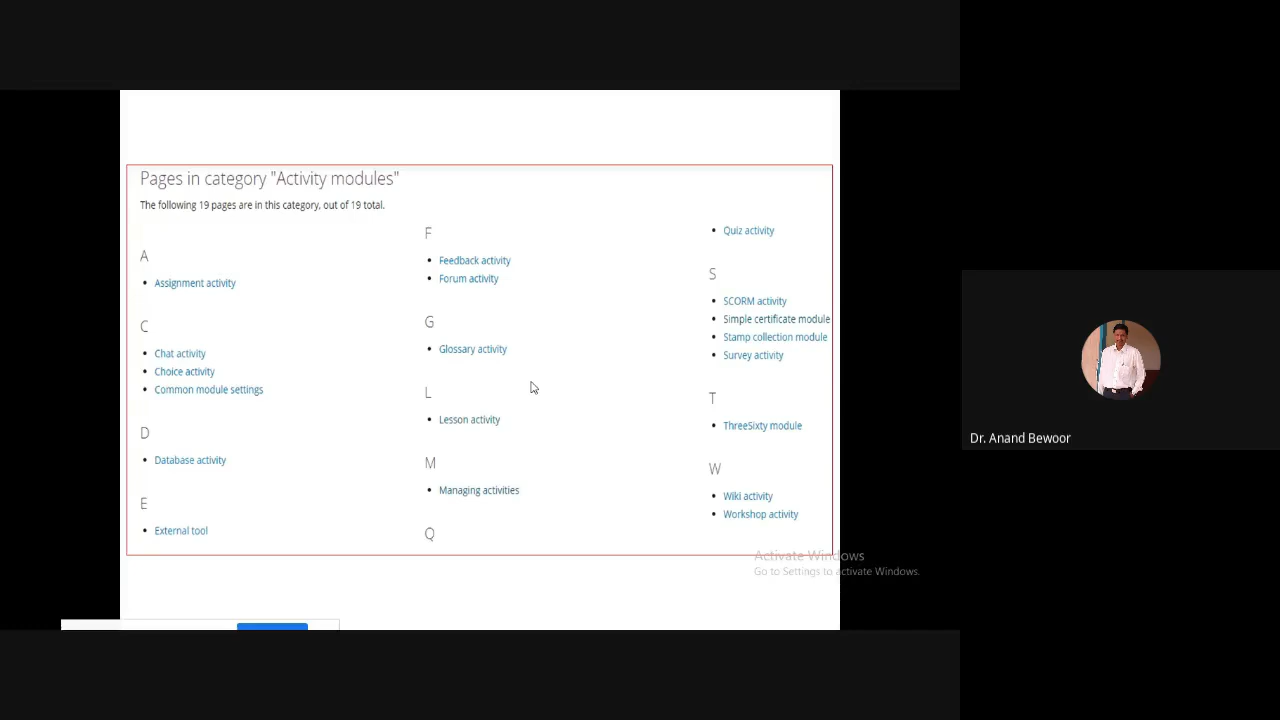 Pages in category "Activity modules"
The following 19 pages are in this category, out of 19 total.
A
Assignment activity
C
Chat activity
Choice activity
Common module settings
D
Database activity
E
External tool
F
Feedback activity
Forum activity
G
Glossary activity
L
Lesson activity
M
Managing activities
Q
Quiz activity
S
SCORM activity
Simple certificate module
Stamp collection module
Survey activity
T
ThreeSixty module
W
Wiki activity
Workshop activity
Activate Windows
Go to Settings to activate Windows.
Dr. Anand Bewoor